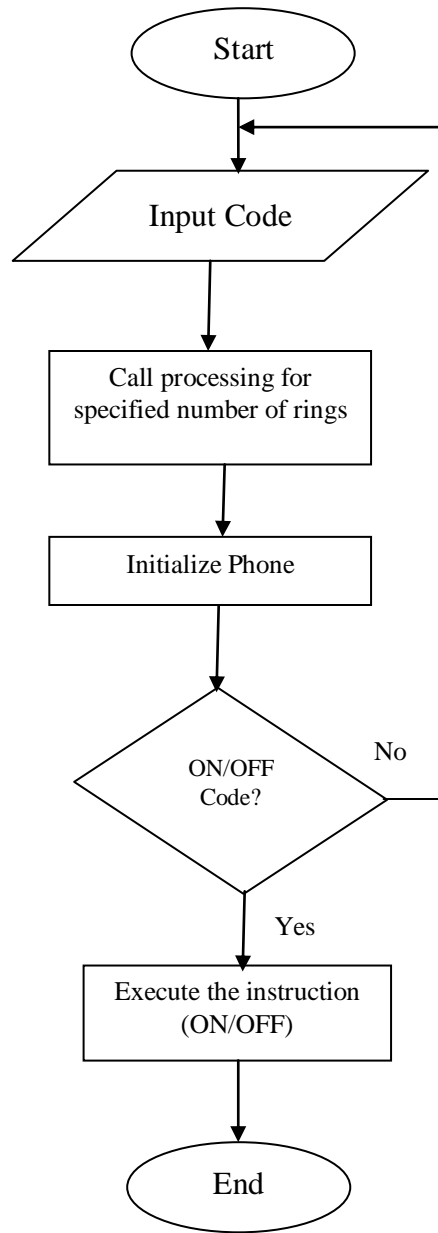 Start
Input Code
Call processing for
specified number of rings
Initialize Phone
ON/OFF
Code?
No
Yes
Execute the instruction
(ON/OFF)
End